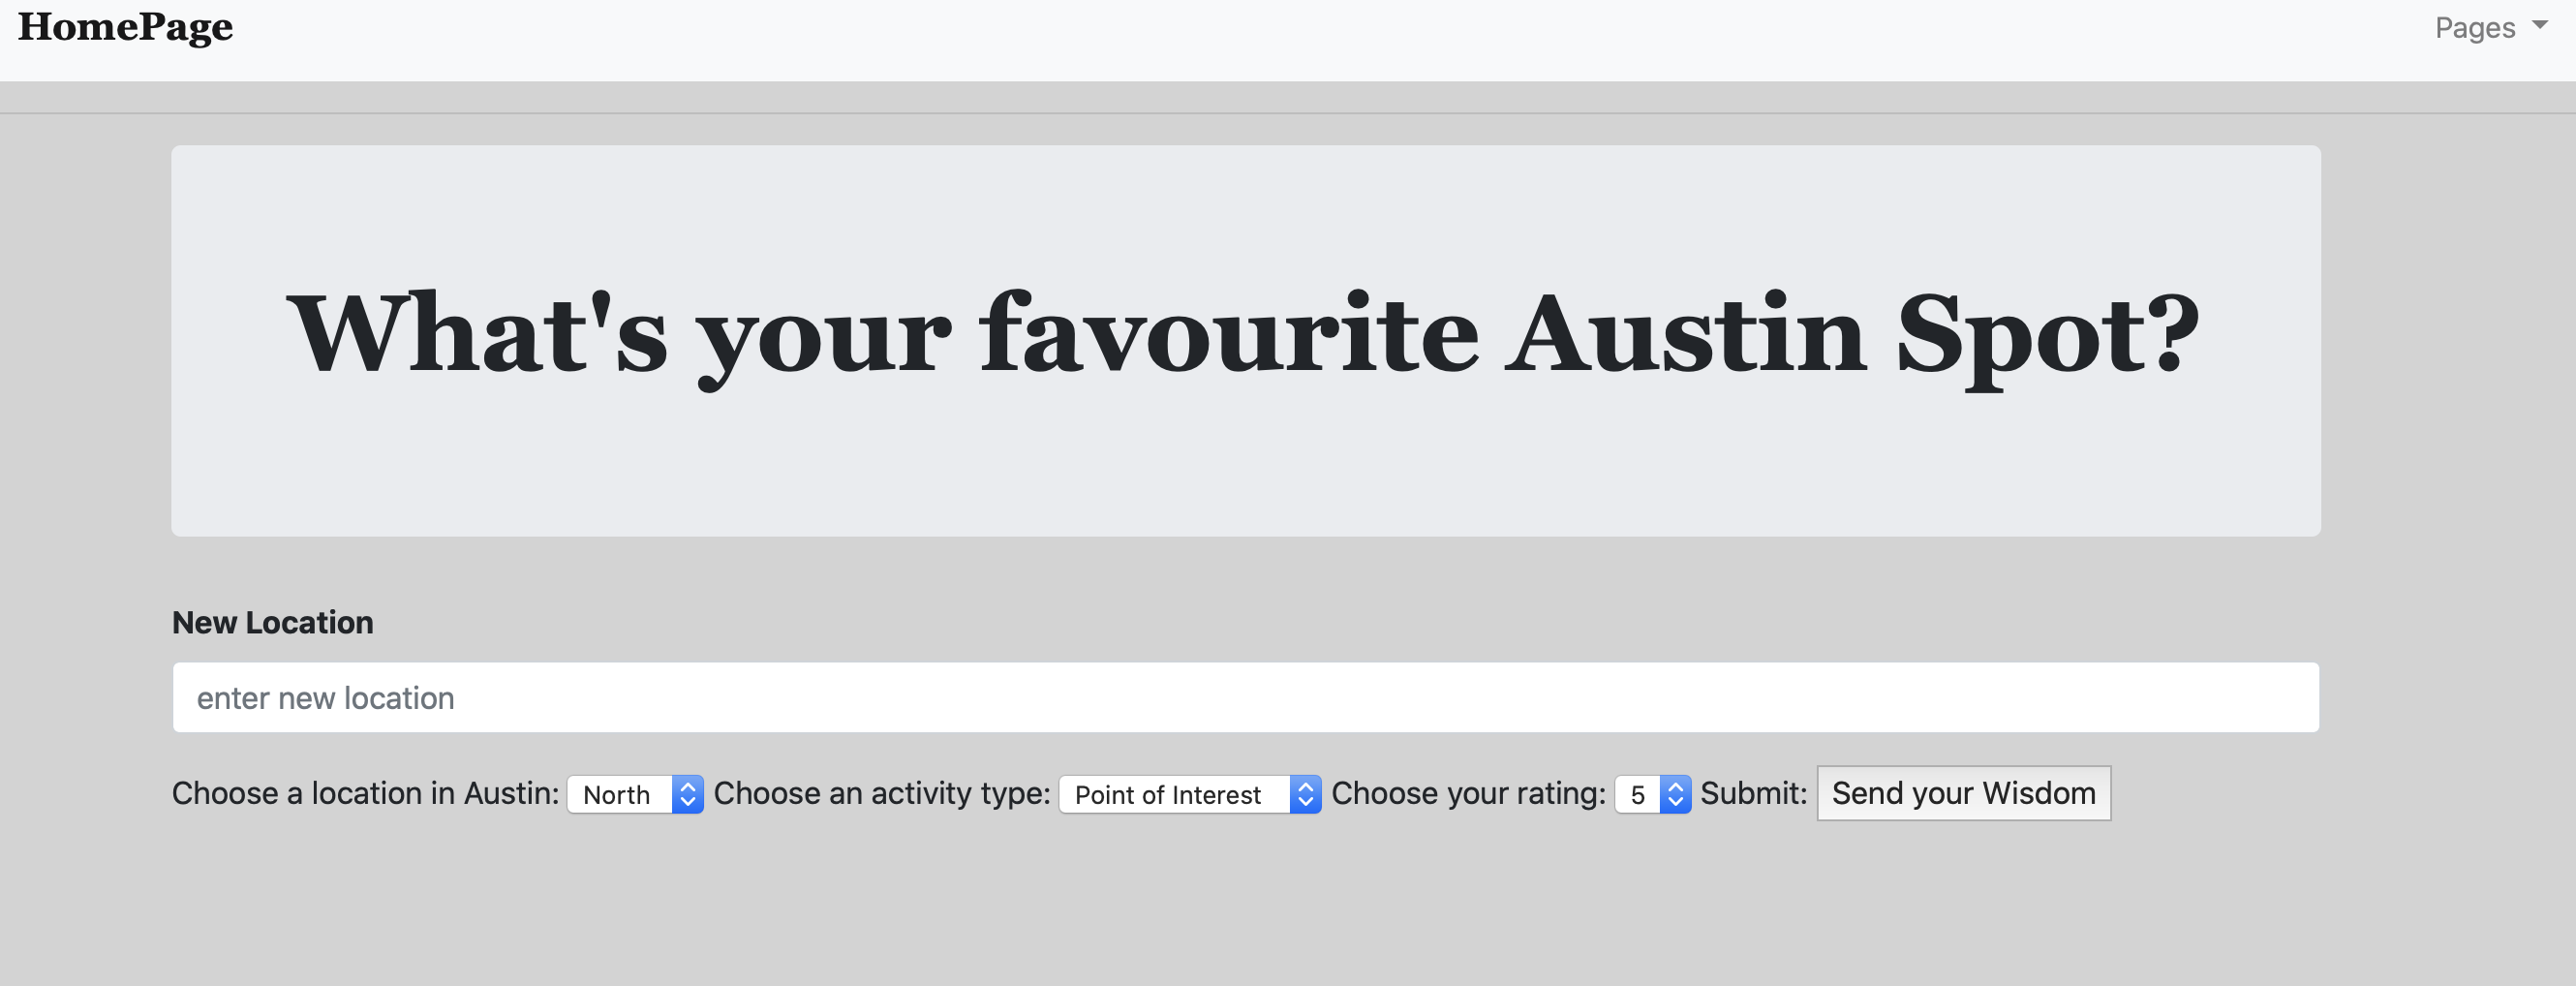 HomePage Pages
What's your favourite Austin Spot?
New Location
enter new location
Choose a location in Austin: North Choose an activity type: Point of Interest Choose your rating: 5 Submit: Send your Wisdom